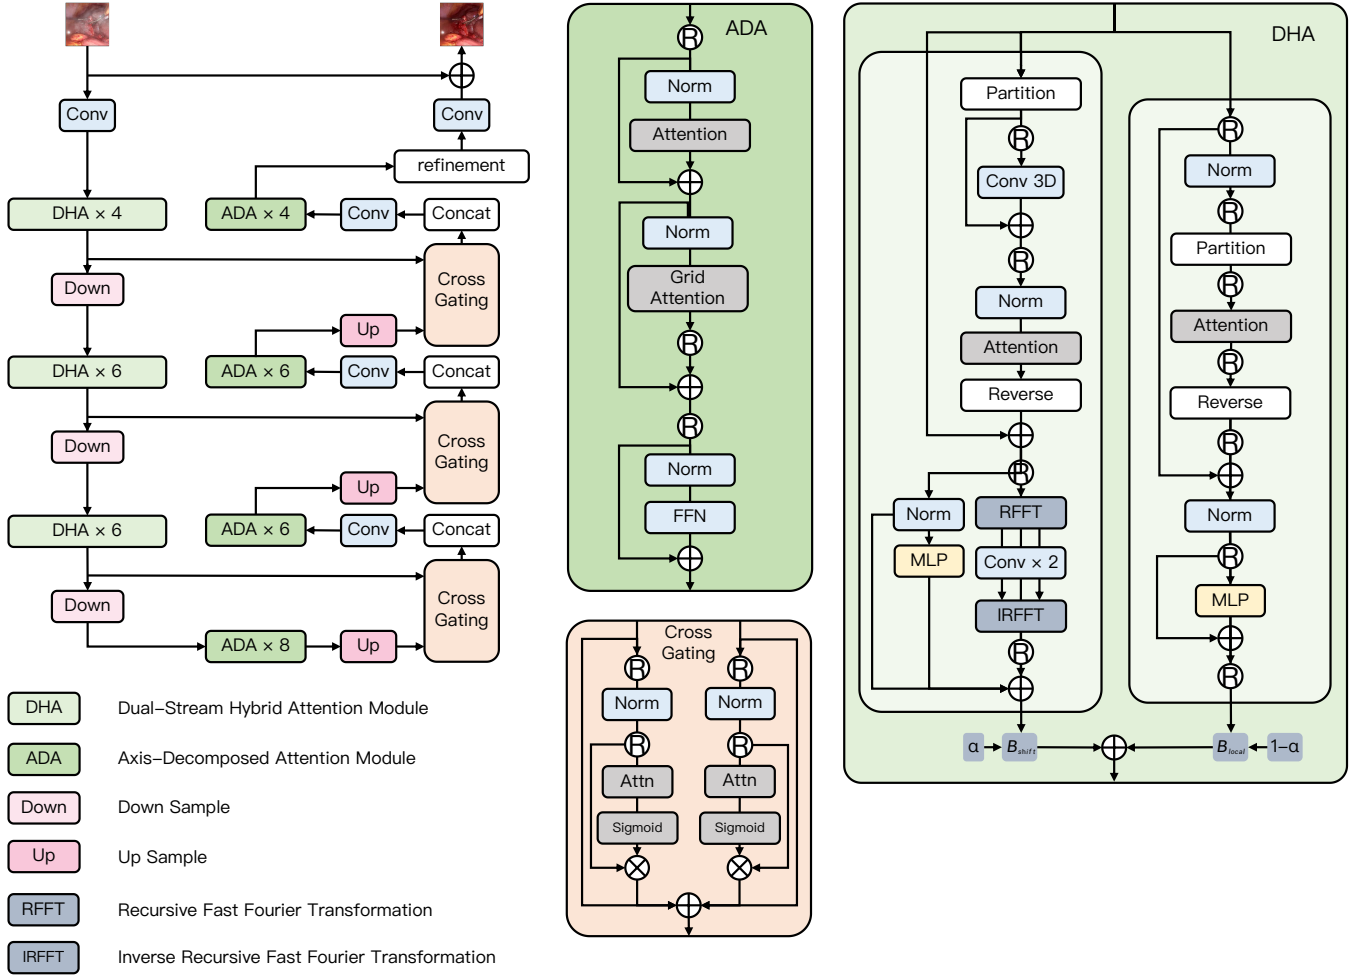 Conv
DHA × 4
Down
DHA × 6
Down
DHA × 6
Down
ADA × 8
Up
Cross
Gating
Concat
Conv
ADA × 6
Up
Cross
Gating
Concat
Conv
ADA × 6
Up
Cross
Gating
Concat
Conv
ADA × 4
refinement
Conv
DHA Dual-Stream Hybrid Attention Module
ADA Axis-Decomposed Attention Module
Down Down Sample
Up Up Sample
RFFT Recursive Fast Fourier Transformation
IRFFT Inverse Recursive Fast Fourier Transformation
ADA
R
Norm
Attention
Norm
Grid
Attention
R
R
Norm
FFN
Cross
Gating
R
Norm
R
Attn
Sigmoid
R
Norm
R
Attn
Sigmoid
DHA
Partition
R
Conv 3D
R
Norm
Attention
Reverse
R
Norm
MLP
RFFT
Conv × 2
IRFFT
R
R
Norm
R
Partition
R
Attention
R
Reverse
R
Norm
R
MLP
R
α
Bshift
Blocal
1-α